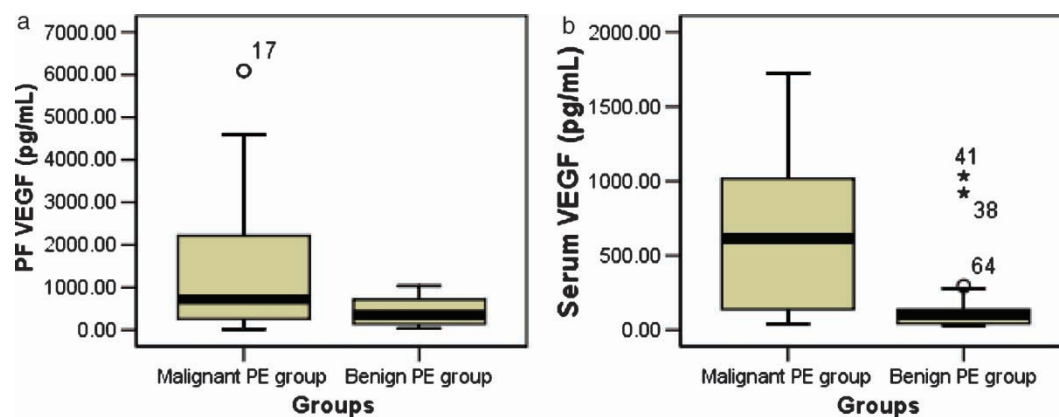 a
PF VEGF (pg/mL)
7000.00
6000.00
5000.00
4000.00
3000.00
2000.00
1000.00
0.00
17
Malignant PE group
Benign PE group
Groups
b
Serum VEGF (pg/mL)
2000.00
1500.00
1000.00
500.00
0.00
41
38
64
Malignant PE group
Benign PE group
Groups